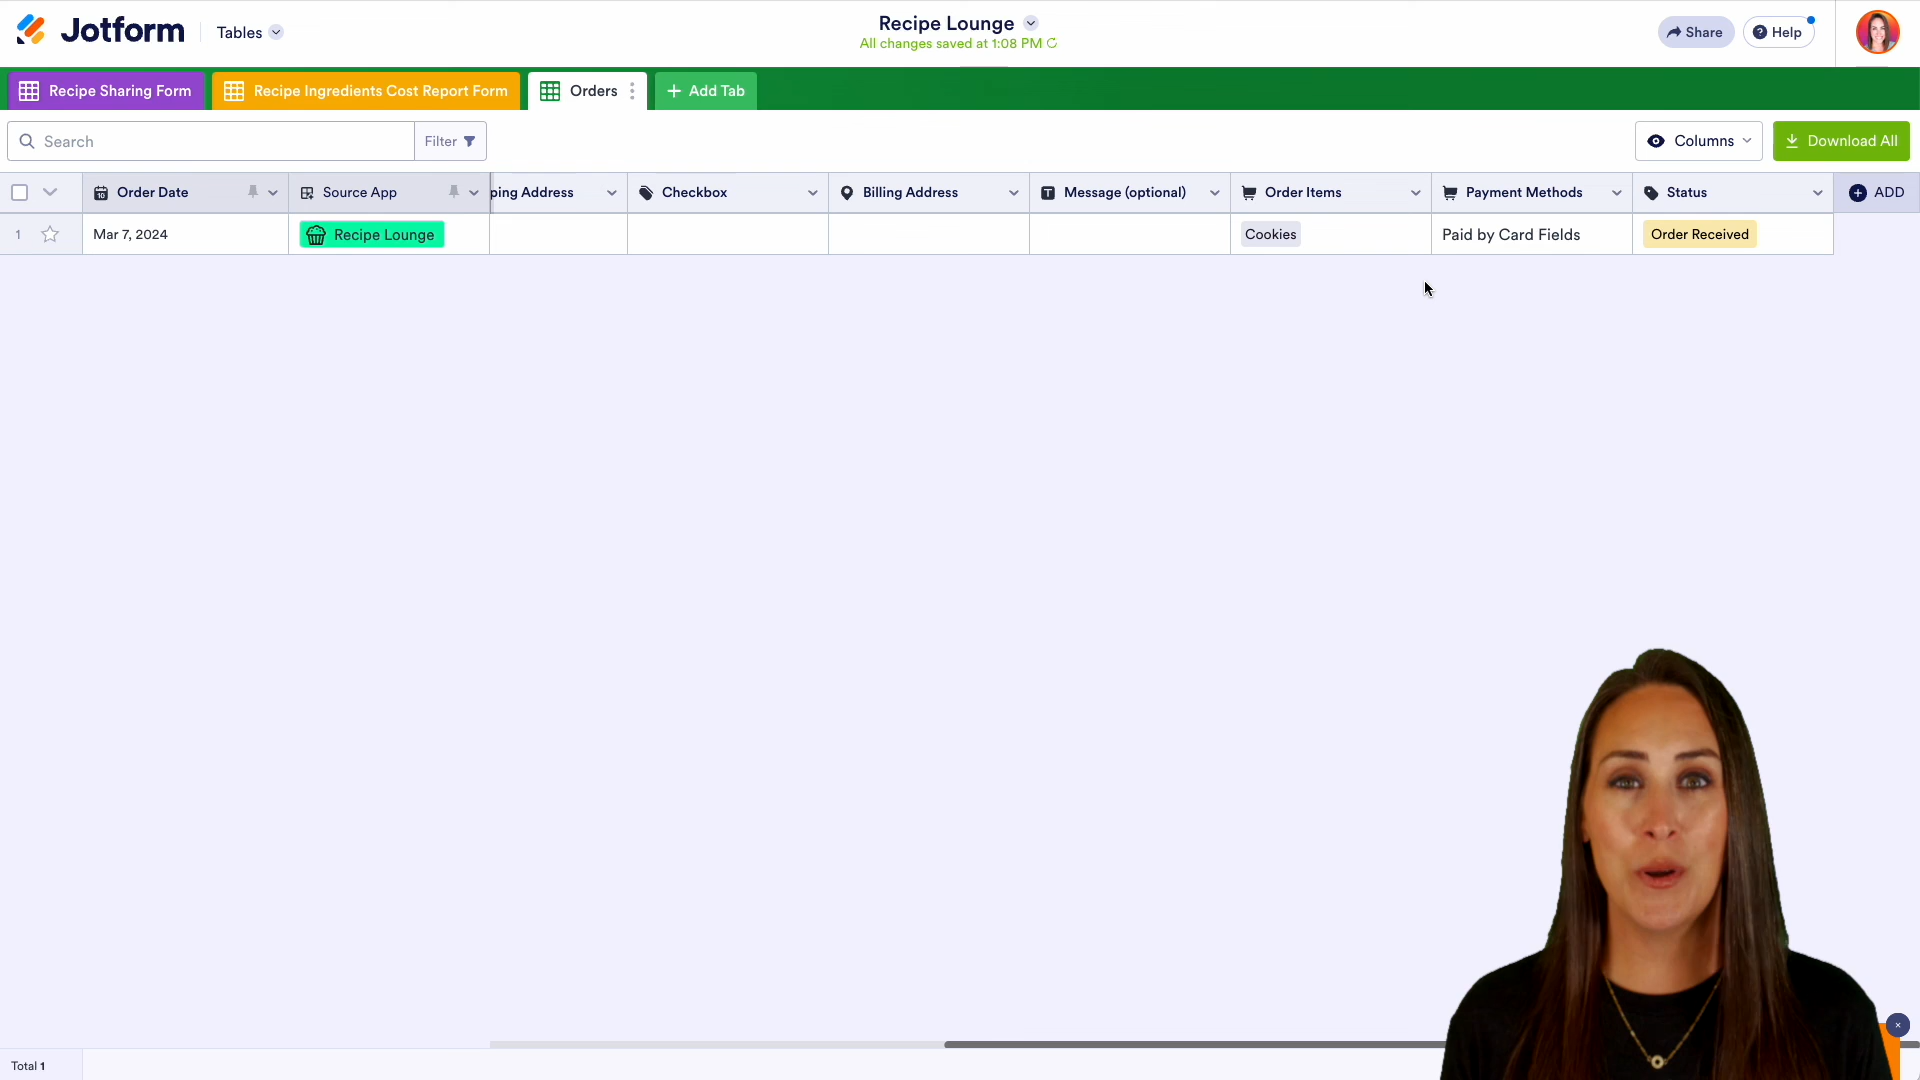 Jotform
Tables
Recipe Lounge
All changes saved at 1:08 PM
Share
Help
Recipe Sharing Form
Recipe Ingredients Cost Report Form
Orders
Add Tab
Search
Filter
Columns
Download All
Order Date
Source App
ping Address
Checkbox
Billing Address
Message (optional)
Order Items
Payment Methods
Status
ADD
1
Mar 7, 2024
Recipe Lounge
Cookies
Paid by Card Fields
Order Received
Total 1